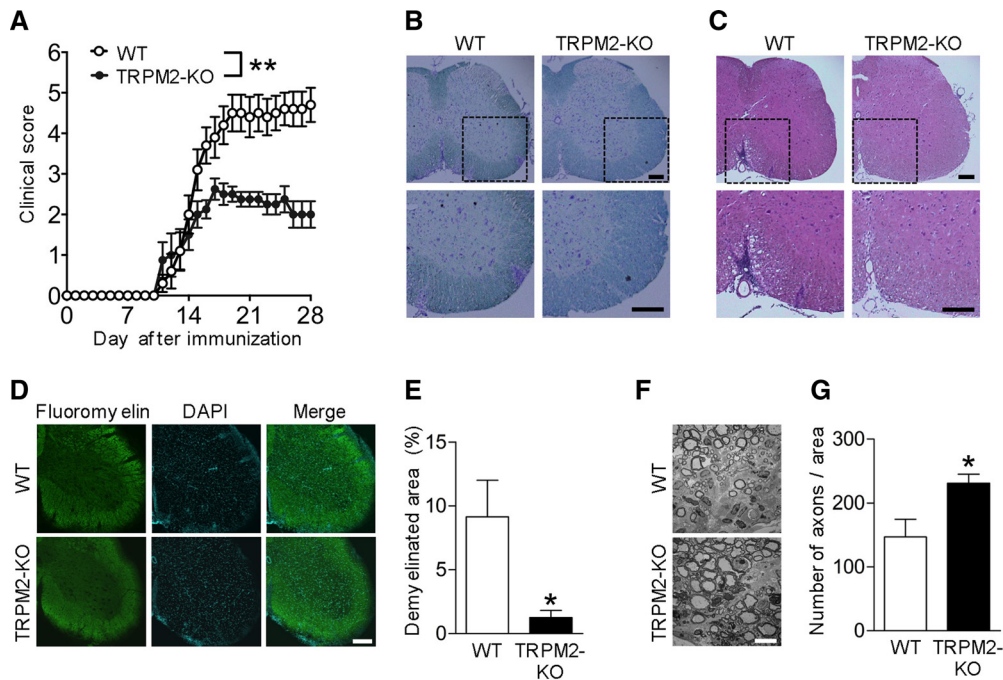 A
WT
TRPM2-KO
**
Clinical score
6
5
4
3
2
1
0
0 7 14 21 28
Day after immunization
B
WT TRPM2-KO
C
WT TRPM2-KO
D
Fluoromy elin DAPI Merge
WT
TRPM2-KO
E
Demy elinated area (%)
15
10
5
0
*
WT TRPM2-
KO
F
WT
TRPM2-KO
G
Number of axons / area
300
200
100
0
*
WT TRPM2-
KO